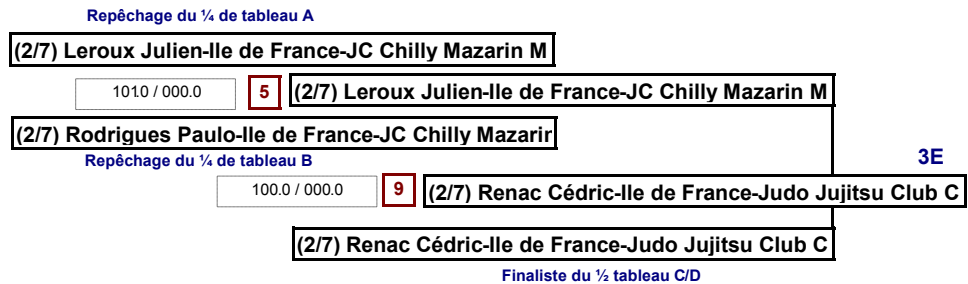 Repêchage du ¼ de tableau A
(2/7) Leroux Julien-Ile de France-JC Chilly Mazarin M
101.0 / 000.0 5 (2/7) Leroux Julien-Ile de France-JC Chilly Mazarin M
(2/7) Rodrigues Paulo-Ile de France-JC Chilly Mazarir
Repêchage du ¼ de tableau B
3E
100.0 / 000.0 9 (2/7) Renac Cédric-Ile de France-Judo Jujitsu Club C
(2/7) Renac Cédric-Ile de France-Judo Jujitsu Club C
Finaliste du ½ tableau C/D